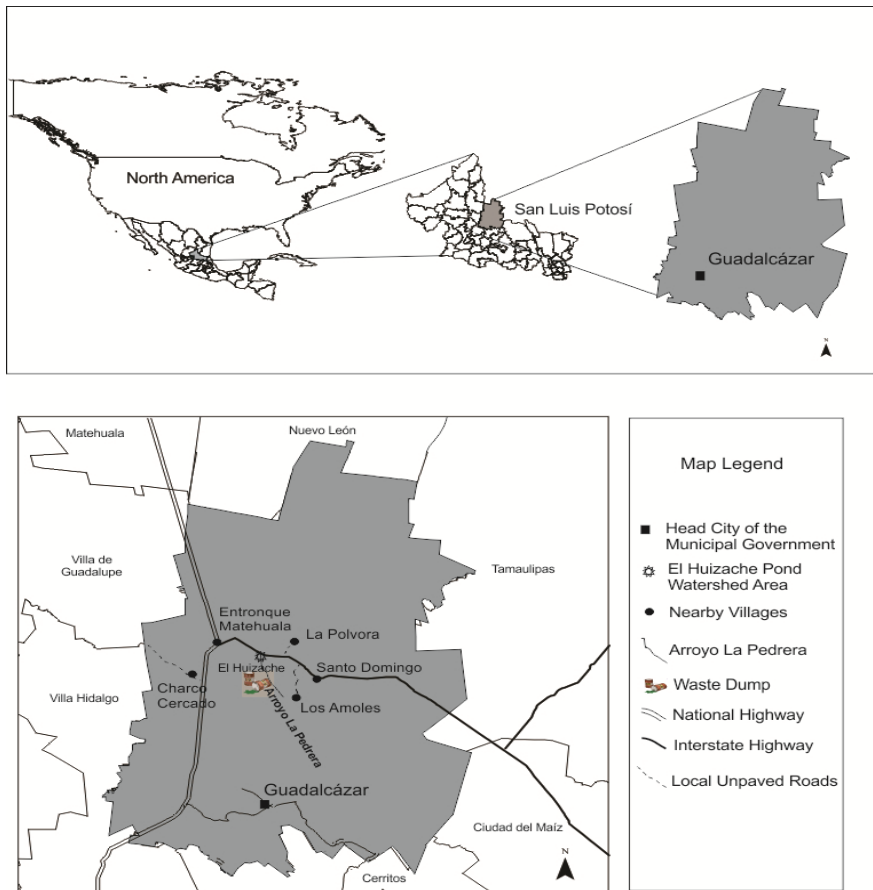 North America
San Luis Potosí
Guadalcázar
N
Matehuala
Nuevo León
Villa de
Guadalupe
Tamaulipas
Entronque
Matehuala
La Polvora
El Huizache
Santo Domingo
Charco
Cercado
Villa Hidalgo
Los Amoles
Arroyo La Pedrera
Guadalcázar
Ciudad del Maíz
Cerritos
N
Map Legend
Head City of the
Municipal Government
El Huizache Pond
Watershed Area
Nearby Villages
Arroyo La Pedrera
Waste Dump
National Highway
Interstate Highway
Local Unpaved Roads